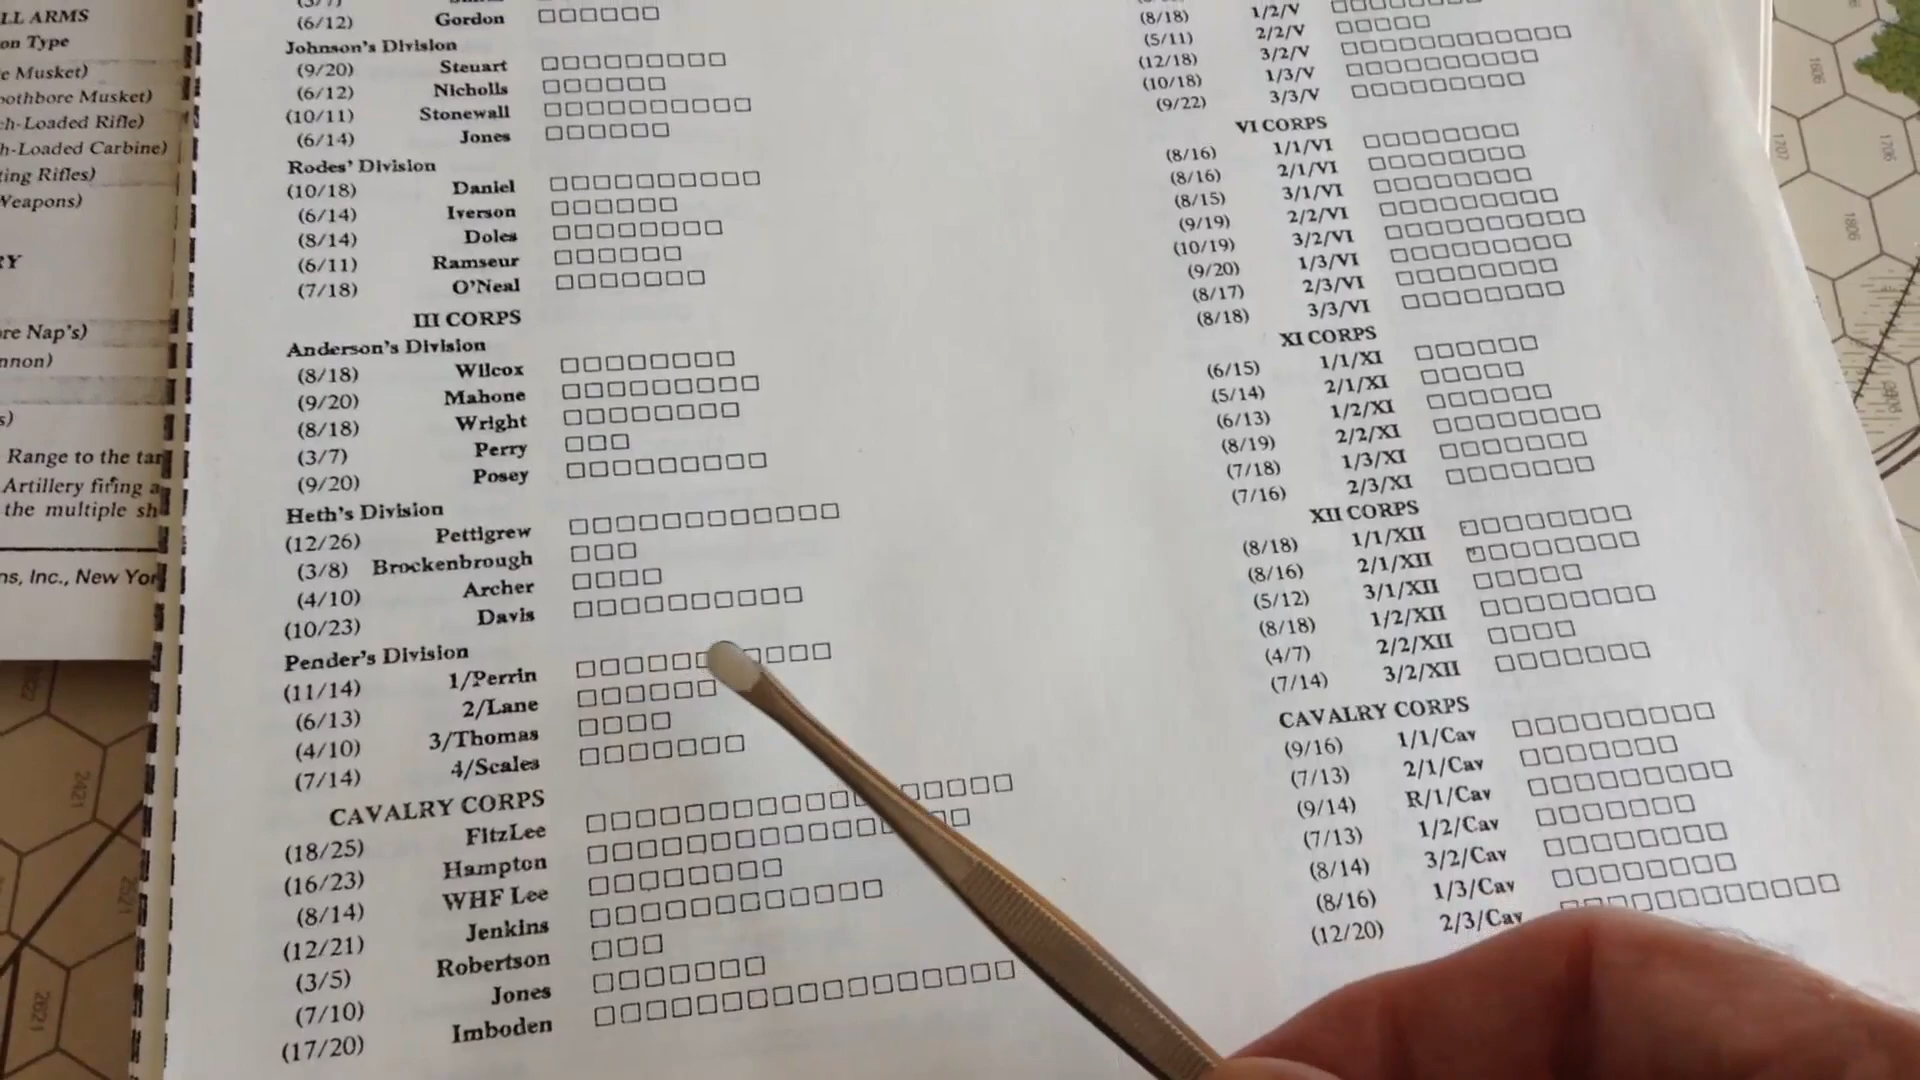 LL ARMS
on Type
e Musket)
oothbore Musket)
ch-Loaded Rifle)
h-Loaded Carbine)
ting Rifles)
Weapons)
RY
re Nap's)
nnon)
s)
Range to the tar
Artillery firing a
the multiple sh
ns, Inc., New Yor
(6/12) Gordon
Johnson's Division
(9/20) Steuart
(6/12) Nicholls
(10/11) Stonewall
(6/14) Jones
Rodes' Division
(10/18) Daniel
(6/14) Iverson
(8/14) Doles
(6/11) Ramseur
(7/18) O'Neal
III CORPS
Anderson's Division
(8/18) Wilcox
(9/20) Mahone
(8/18) Wright
(3/7) Perry
(9/20) Posey
Heth's Division
(12/26) Pettigrew
(3/8) Brockenbrough
(4/10) Archer
(10/23) Davis
Pender's Division
(11/14) 1/Perrin
(6/13) 2/Lane
(4/10) 3/Thomas
(7/14) 4/Scales
CAVALRY CORPS
(18/25) FitzLee
(16/23) Hampton
(8/14) WHF Lee
(12/21) Jenkins
(3/5) Robertson
(7/10) Jones
(17/20) Imboden
(8/18) 1/2/V
(5/11) 2/2/V
(12/18) 3/2/V
(10/18) 1/3/V
(9/22) 3/3/V
VI CORPS
(8/16) 1/1/VI
(8/16) 2/1/VI
(8/15) 3/1/VI
(9/19) 2/2/VI
(10/19) 3/2/VI
(9/20) 1/3/VI
(8/17) 2/3/VI
(8/18) 3/3/VI
XI CORPS
(6/15) 1/1/XI
(5/14) 2/1/XI
(6/13) 1/2/XI
(8/19) 2/2/XI
(7/18) 1/3/XI
(7/16) 2/3/XI
XII CORPS
(8/18) 1/1/XII
(8/16) 2/1/XII
(5/12) 3/1/XII
(8/18) 1/2/XII
(4/7) 2/2/XII
(7/14) 3/2/XII
CAVALRY CORPS
(9/16) 1/1/Cav
(7/13) 2/1/Cav
(9/14) R/1/Cav
(7/13) 1/2/Cav
(8/14) 3/2/Cav
(8/16) 1/3/Cav
(12/20) 2/3/Cav
1606
1707
1706
1806
2421
2521
2621